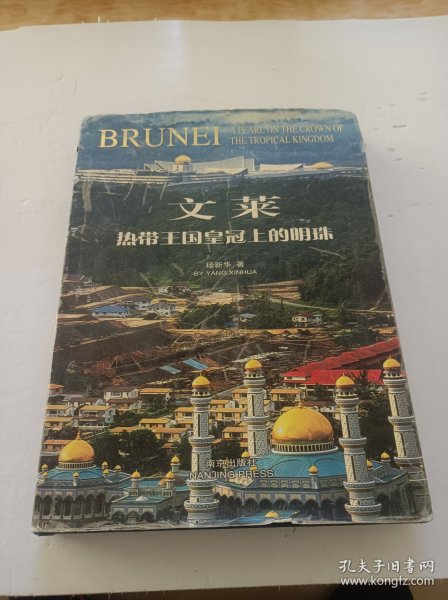 BRUNEI
A PEARL ON THE CROWN OF
THE TROPICAL KINGDOM
文莱
热带王国皇冠上的明珠
杨新华 著
BY YANG XINHUA
南京出版社
NANJING PRESS
孔夫子旧书网
www.kongfz.com